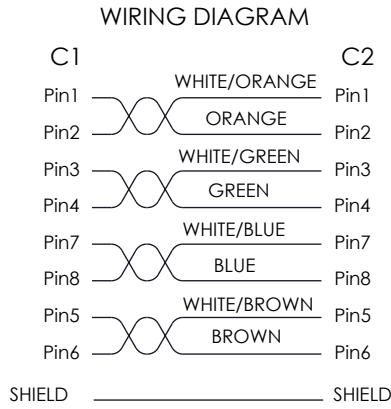 WIRING DIAGRAM
C1 C2
Pin1 WHITE/ORANGE Pin1
Pin2 ORANGE Pin2
Pin3 WHITE/GREEN Pin3
Pin4 GREEN Pin4
Pin7 WHITE/BLUE Pin7
Pin8 BLUE Pin8
Pin5 WHITE/BROWN Pin5
Pin6 BROWN Pin6
SHIELD SHIELD